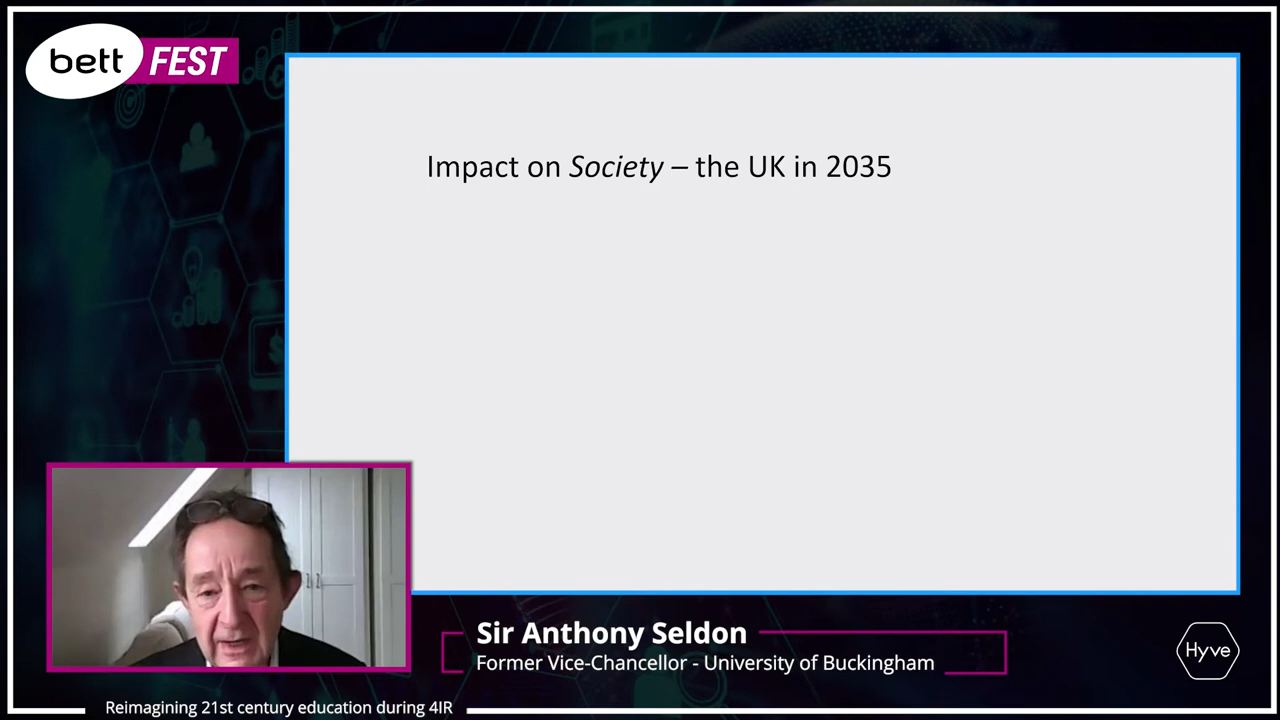 bett FEST
Impact on Society – the UK in 2035
Sir Anthony Seldon
Former Vice-Chancellor - University of Buckingham
Hyve
Reimagining 21st century education during 4IR